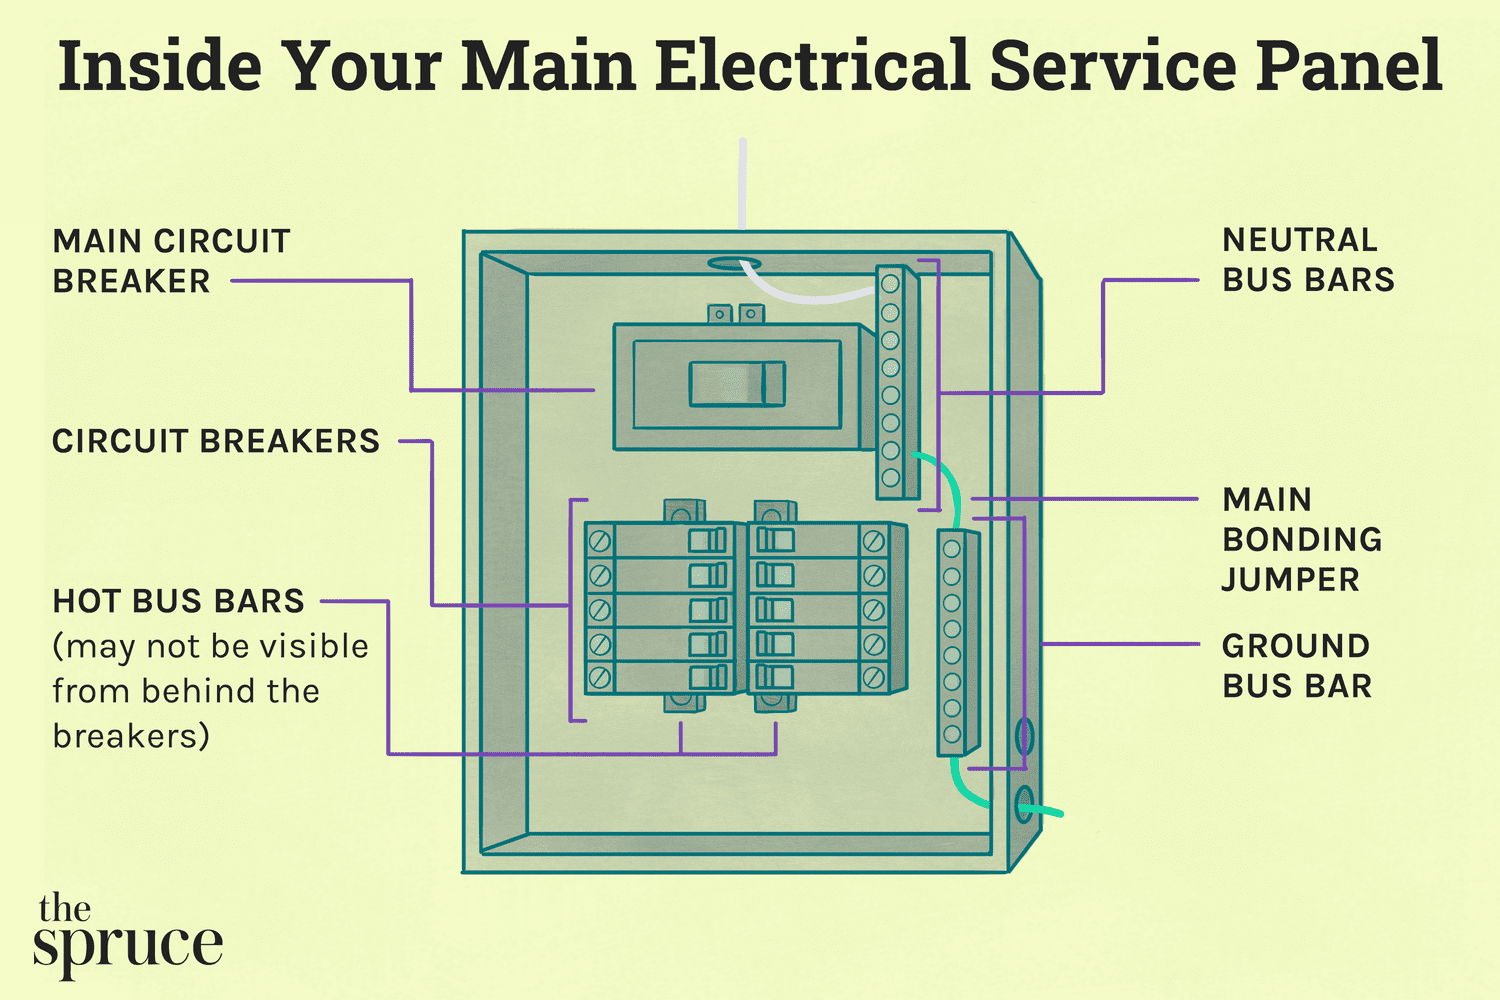 Inside Your Main Electrical Service Panel
MAIN CIRCUIT
BREAKER
CIRCUIT BREAKERS
HOT BUS BARS
(may not be visible
from behind the
breakers)
NEUTRAL
BUS BARS
MAIN
BONDING
JUMPER
GROUND
BUS BAR
the
spruce